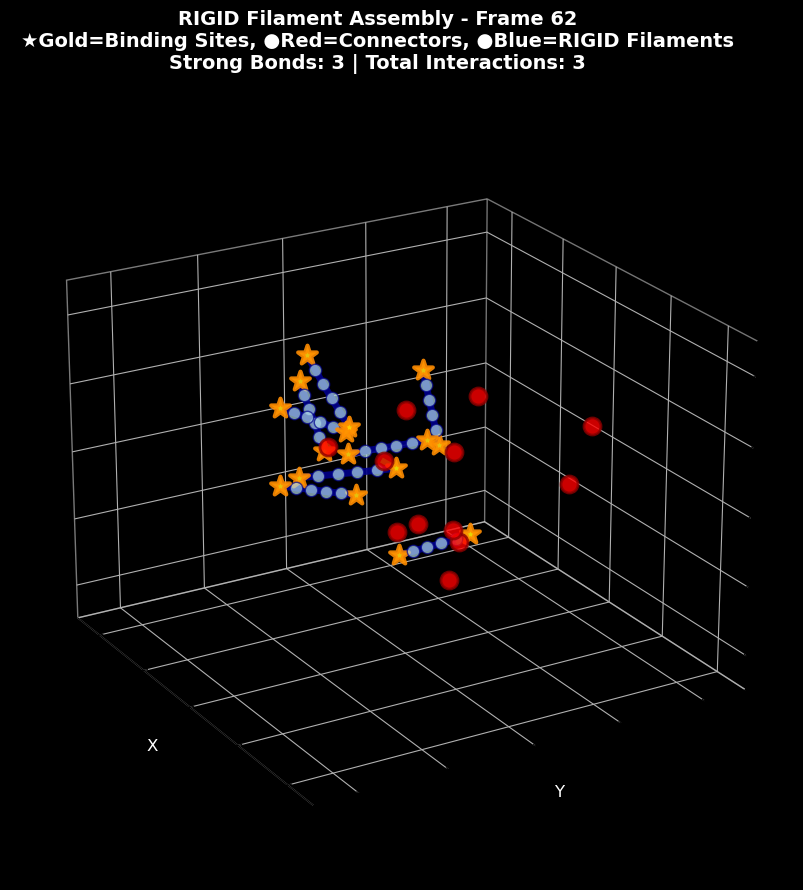 RIGID Filament Assembly - Frame 62
★Gold=Binding Sites, ●Red=Connectors, ●Blue=RIGID Filaments
Strong Bonds: 3 | Total Interactions: 3
X
Y